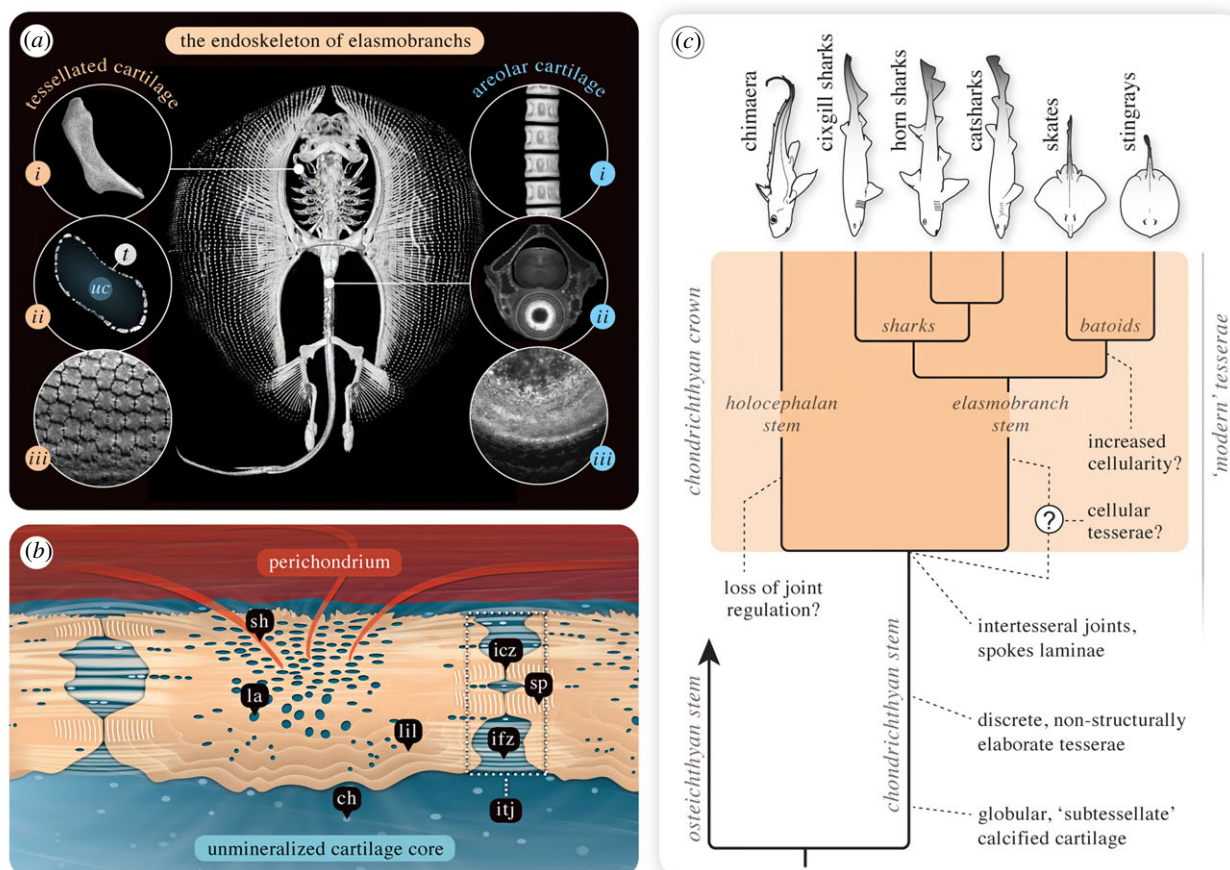 (a)
the endoskeleton of elasmobranchs
tessellated cartilage
areolar cartilage
i
i
t
uc
ii
ii
iii
iii
(b)
perichondrium
sh
icz
sp
la
lil
ifz
ch
itj
unmineralized cartilage core
(c)
chimaera
cixgill sharks
horn sharks
catsharks
skates
stingrays
chondrichthyan crown
'modern' tesserae
sharks
batoids
holocephalan
stem
elasmobranch
stem
increased
cellularity?
?
cellular
tesserae?
loss of joint
regulation?
intertesseral joints,
spokes laminae
osteichthyan stem
chondrichthyan stem
discrete, non-structurally
elaborate tesserae
globular, 'subtessellate'
calcified cartilage